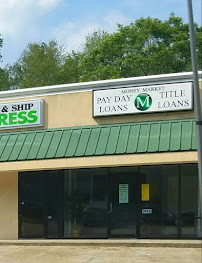 & SHIP
RESS
MONEY MARKET
PAY DAY M TITLE
LOANS LOANS